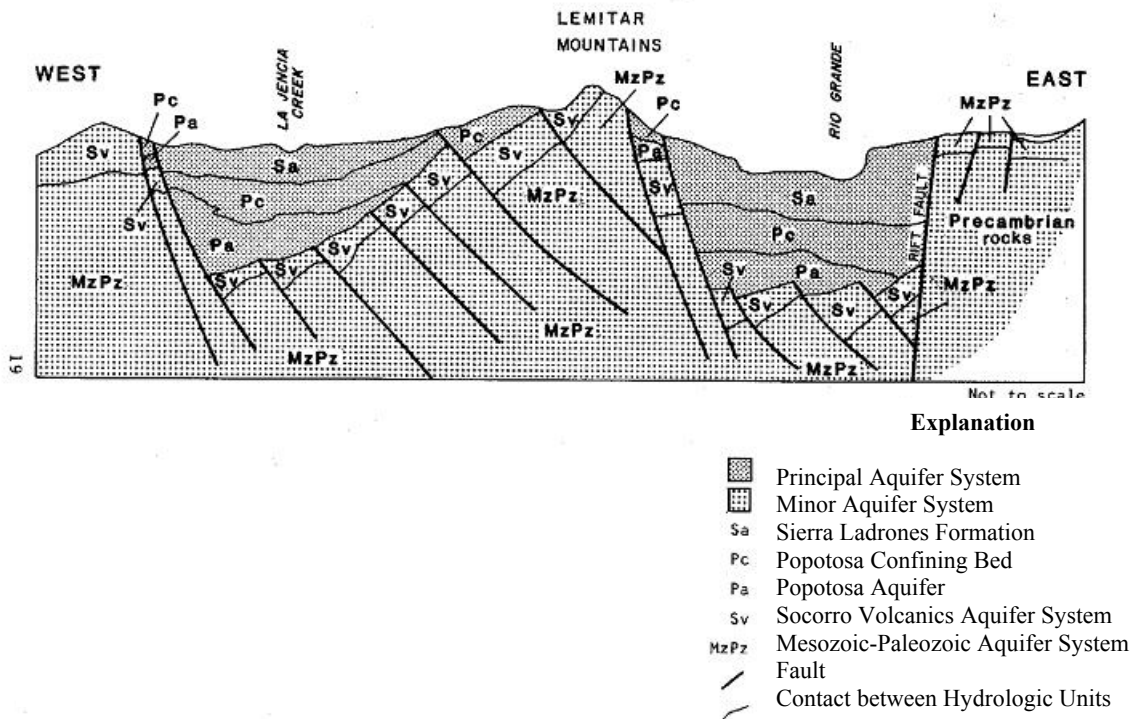 LEMITAR
MOUNTAINS
WEST
LA JENCIA
CREEK
MzPz
RIO GRANDE
EAST
Pc
Pa
Pc
MzPz
Sv
Sa
Pc
Sv
Sv
Pa
Sv
Sa
RIFT FAULT
Precambrian
rocks
Sv
Pc
Sv
MzPz
Sv
Pc
Pa
Sv
Sv
Pa
MzPz
Sv
Sv
Sv
Sv
Sv
Sv
MzPz
MzPz
MzPz
MzPz
19
Not to scale
Explanation
Principal Aquifer System
Minor Aquifer System
Sa Sierra Ladrones Formation
Pc Popotosa Confining Bed
Pa Popotosa Aquifer
Sv Socorro Volcanics Aquifer System
MzPz Mesozoic-Paleozoic Aquifer System
Fault
Contact between Hydrologic Units